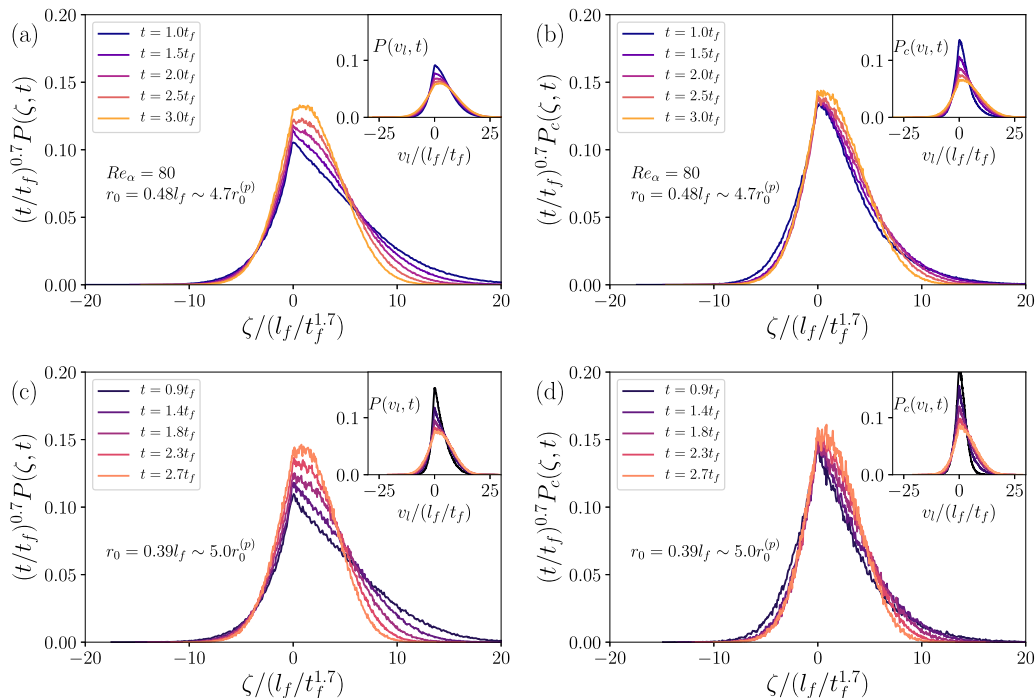 (a)
0.20
0.15
0.10
0.05
0.00
(t/t_f)^{0.7}P(ζ, t)
t = 1.0t_f
t = 1.5t_f
t = 2.0t_f
t = 2.5t_f
t = 3.0t_f
Re_α = 80
r_0 = 0.48l_f ∼ 4.7r_0^{(p)}
P(v_l, t)
0.1
0.0
−25 0 25
v_l/(l_f/t_f)
−20 −10 0 10 20
ζ/(l_f/t_f^{1.7})
(b)
0.20
0.15
0.10
0.05
0.00
(t/t_f)^{0.7}P_c(ζ, t)
t = 1.0t_f
t = 1.5t_f
t = 2.0t_f
t = 2.5t_f
t = 3.0t_f
Re_α = 80
r_0 = 0.48l_f ∼ 4.7r_0^{(p)}
P_c(v_l, t)
0.1
0.0
−25 0 25
v_l/(l_f/t_f)
−20 −10 0 10 20
ζ/(l_f/t_f^{1.7})
(c)
0.20
0.15
0.10
0.05
0.00
(t/t_f)^{0.7}P(ζ, t)
t = 0.9t_f
t = 1.4t_f
t = 1.8t_f
t = 2.3t_f
t = 2.7t_f
r_0 = 0.39l_f ∼ 5.0r_0^{(p)}
P(v_l, t)
0.1
0.0
−25 0 25
v_l/(l_f/t_f)
−20 −10 0 10 20
ζ/(l_f/t_f^{1.7})
(d)
0.20
0.15
0.10
0.05
0.00
(t/t_f)^{0.7}P_c(ζ, t)
t = 0.9t_f
t = 1.4t_f
t = 1.8t_f
t = 2.3t_f
t = 2.7t_f
r_0 = 0.39l_f ∼ 5.0r_0^{(p)}
P_c(v_l, t)
0.1
0.0
−25 0 25
v_l/(l_f/t_f)
−20 −10 0 10 20
ζ/(l_f/t_f^{1.7})